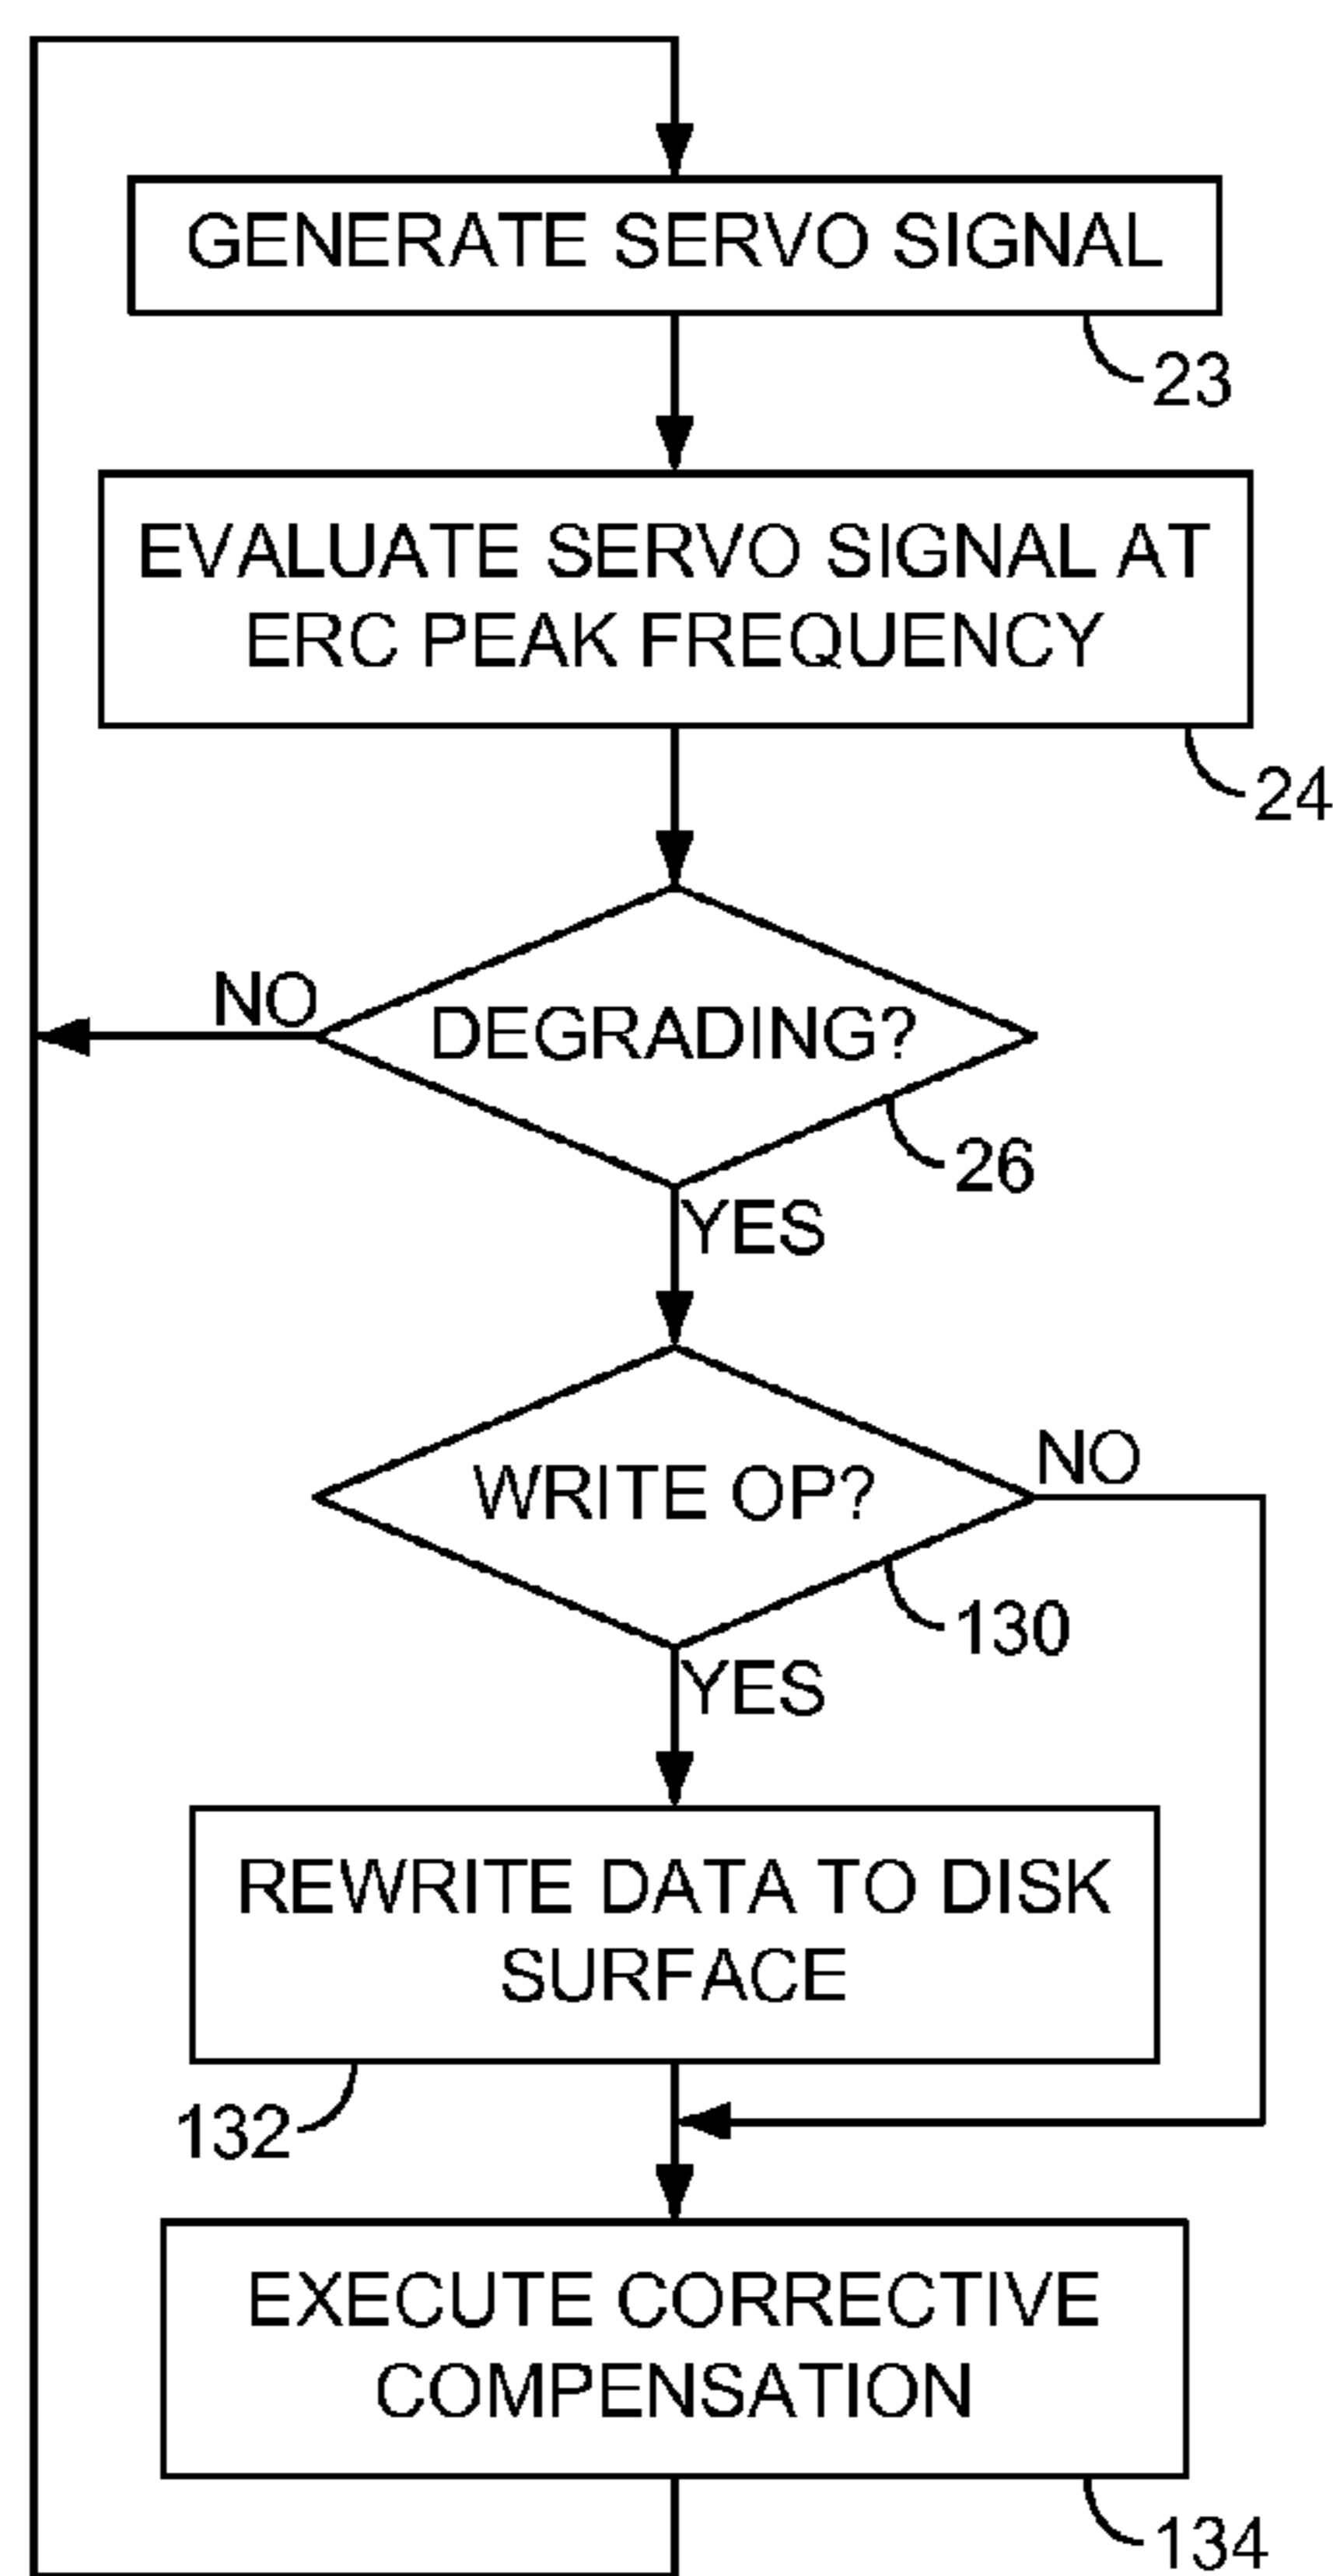 GENERATE SERVO SIGNAL
23
EVALUATE SERVO SIGNAL AT
ERC PEAK FREQUENCY
24
NO
DEGRADING?
26
YES
NO
WRITE OP?
130
YES
REWRITE DATA TO DISK
SURFACE
132
EXECUTE CORRECTIVE
COMPENSATION
134